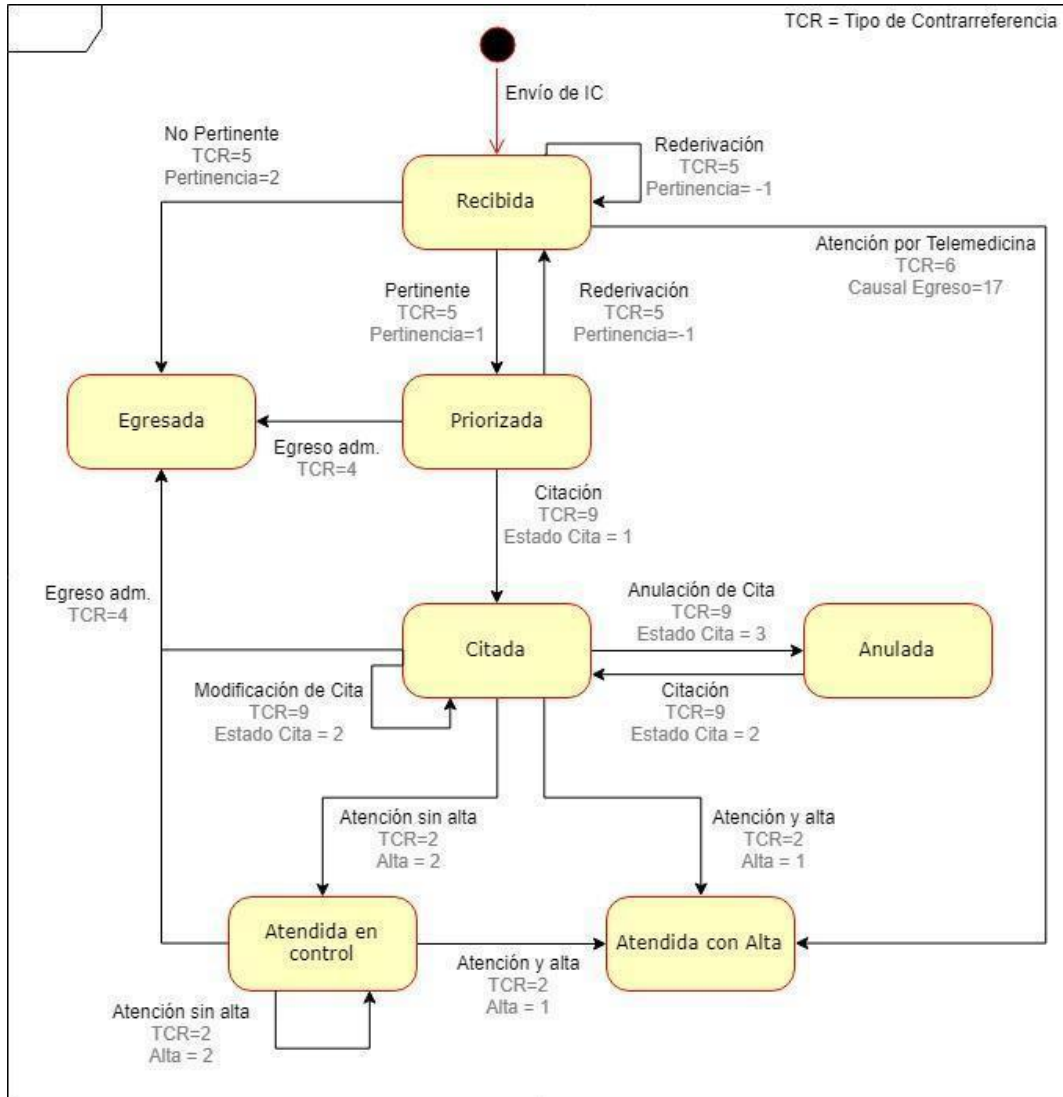 TCR = Tipo de Contrarreferencia
Envío de IC
No Pertinente
TCR=5
Pertinencia=2
Rederivación
TCR=5
Pertinencia= -1
Recibida
Atención por Telemedicina
TCR=6
Causal Egreso=17
Pertinente
TCR=5
Pertinencia=1
Rederivación
TCR=5
Pertinencia=-1
Egresada
Priorizada
Egreso adm.
TCR=4
Citación
TCR=9
Estado Cita = 1
Egreso adm.
TCR=4
Anulación de Cita
TCR=9
Estado Cita = 3
Citada
Anulada
Modificación de Cita
TCR=9
Estado Cita = 2
Citación
TCR=9
Estado Cita = 2
Atención sin alta
TCR=2
Alta = 2
Atención y alta
TCR=2
Alta = 1
Atendida en
control
Atendida con Alta
Atención y alta
TCR=2
Alta = 1
Atención sin alta
TCR=2
Alta = 2